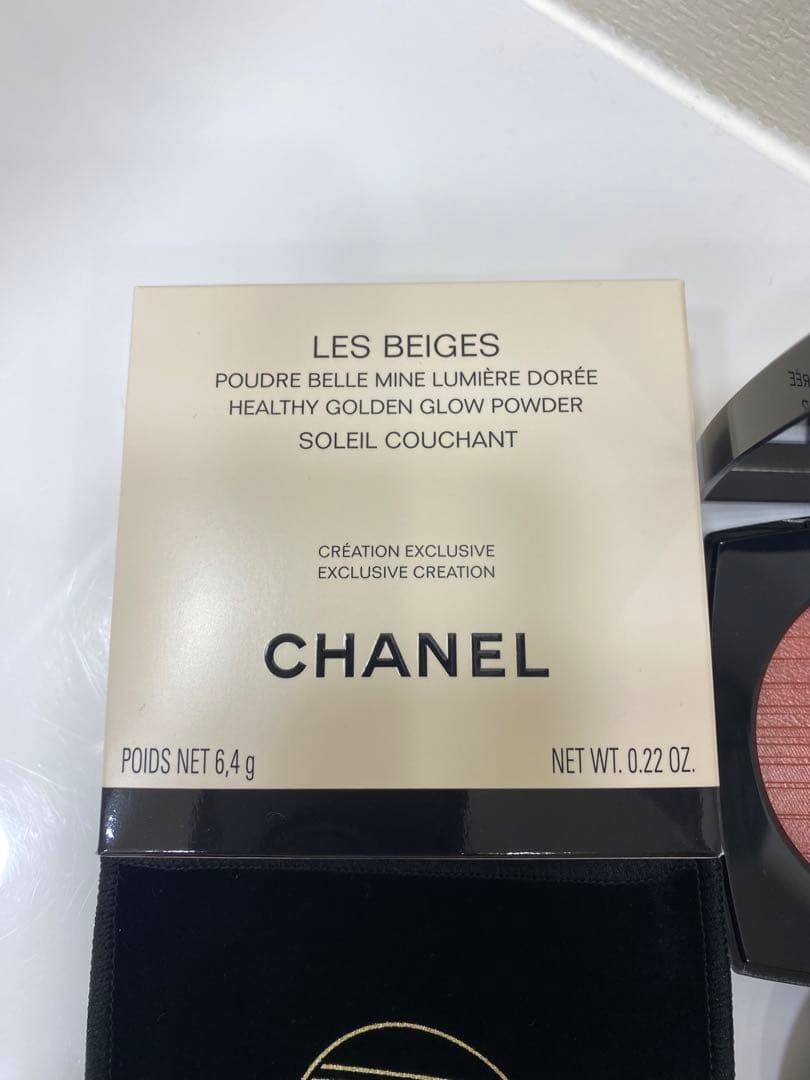 LES BEIGES
POUDRE BELLE MINE LUMIÈRE DORÉE
HEALTHY GOLDEN GLOW POWDER
SOLEIL COUCHANT
CRÉATION EXCLUSIVE
EXCLUSIVE CREATION
CHANEL
POIDS NET 6,4 g
NET WT. 0.22 OZ.